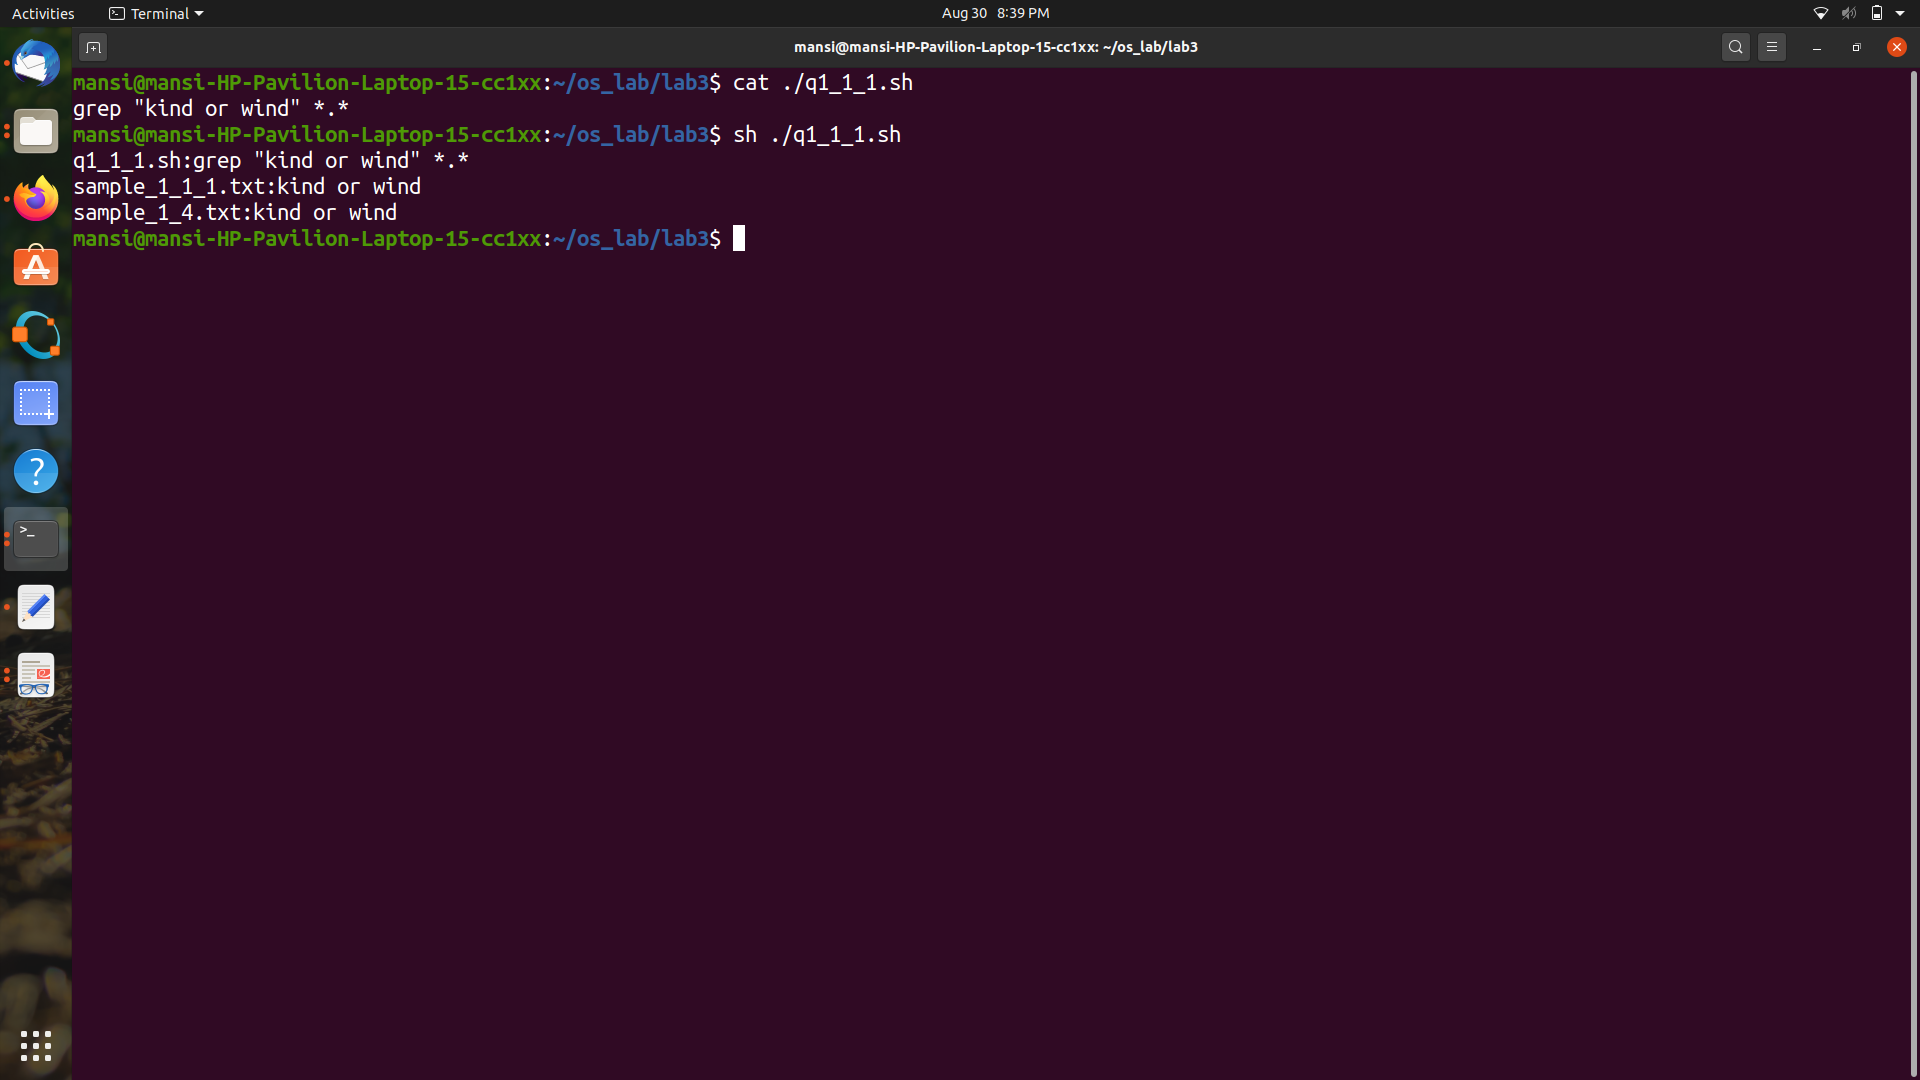 Activities Terminal Aug 30 8:39 PM
mansi@mansi-HP-Pavilion-Laptop-15-cc1xx: ~/os_lab/lab3
mansi@mansi-HP-Pavilion-Laptop-15-cc1xx:~/os_lab/lab3$ cat ./q1_1_1.sh
grep "kind or wind" *.*
mansi@mansi-HP-Pavilion-Laptop-15-cc1xx:~/os_lab/lab3$ sh ./q1_1_1.sh
q1_1_1.sh:grep "kind or wind" *.*
sample_1_1_1.txt:kind or wind
sample_1_4.txt:kind or wind
mansi@mansi-HP-Pavilion-Laptop-15-cc1xx:~/os_lab/lab3$